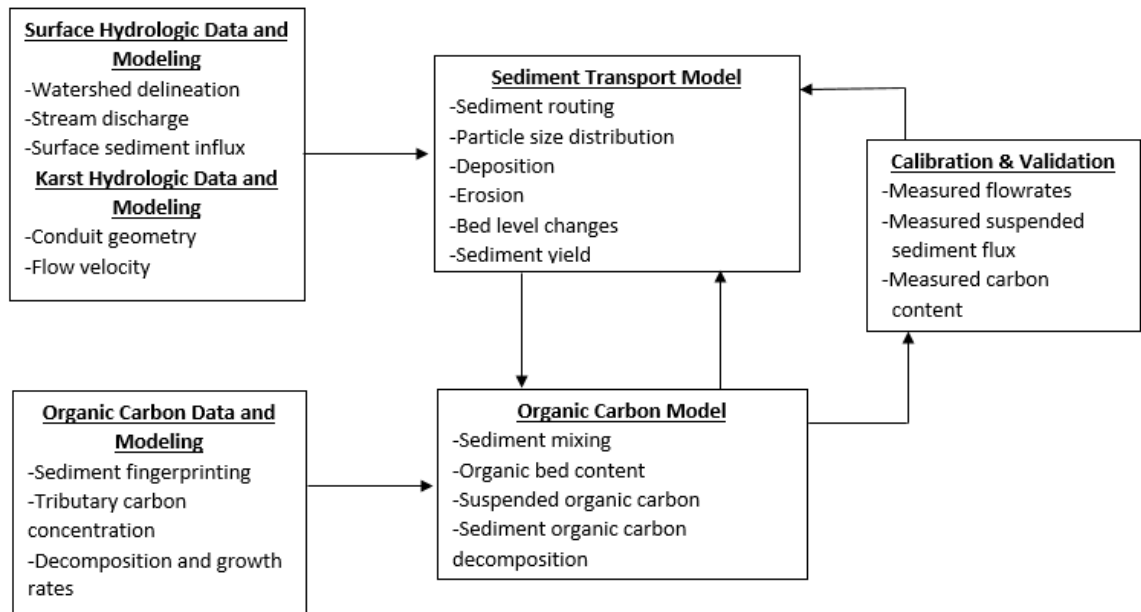 Surface Hydrologic Data and
Modeling
-Watershed delineation
-Stream discharge
-Surface sediment influx
Karst Hydrologic Data and
Modeling
-Conduit geometry
-Flow velocity
Sediment Transport Model
-Sediment routing
-Particle size distribution
-Deposition
-Erosion
-Bed level changes
-Sediment yield
Calibration & Validation
-Measured flowrates
-Measured suspended
sediment flux
-Measured carbon
content
Organic Carbon Data and
Modeling
-Sediment fingerprinting
-Tributary carbon
concentration
-Decomposition and growth
rates
Organic Carbon Model
-Sediment mixing
-Organic bed content
-Suspended organic carbon
-Sediment organic carbon
decomposition